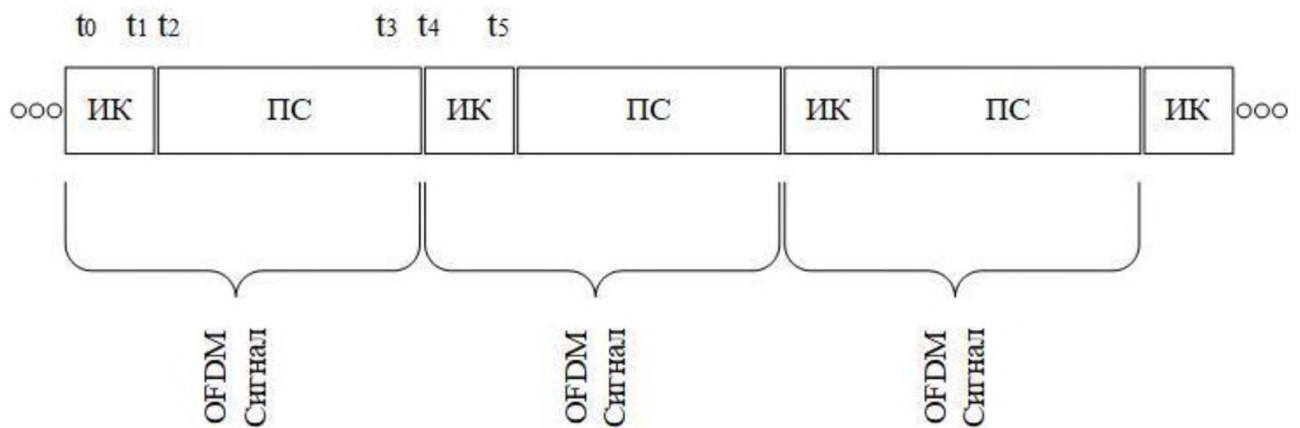 t0 t1 t2 t3 t4 t5
ооо ИК ПС ИК ПС ИК ПС ИК ооо
OFDM
Сигнал
OFDM
Сигнал
OFDM
Сигнал